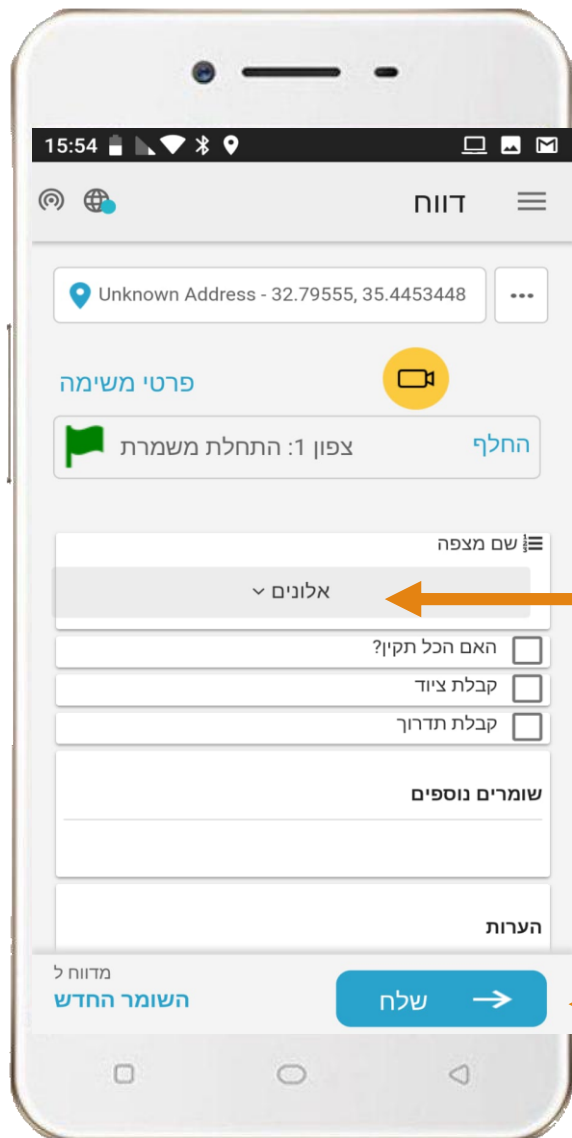 15:54
דווח
Unknown Address - 32.79555, 35.4453448
פרטי משימה
החלף
צפון 1: התחלת משמרת
שם מצפה
אלונים
האם הכל תקין?
קבלת ציוד
קבלת תדרוך
שומרים נוספים
הערות
שלח
מדווח ל
השומר החדש